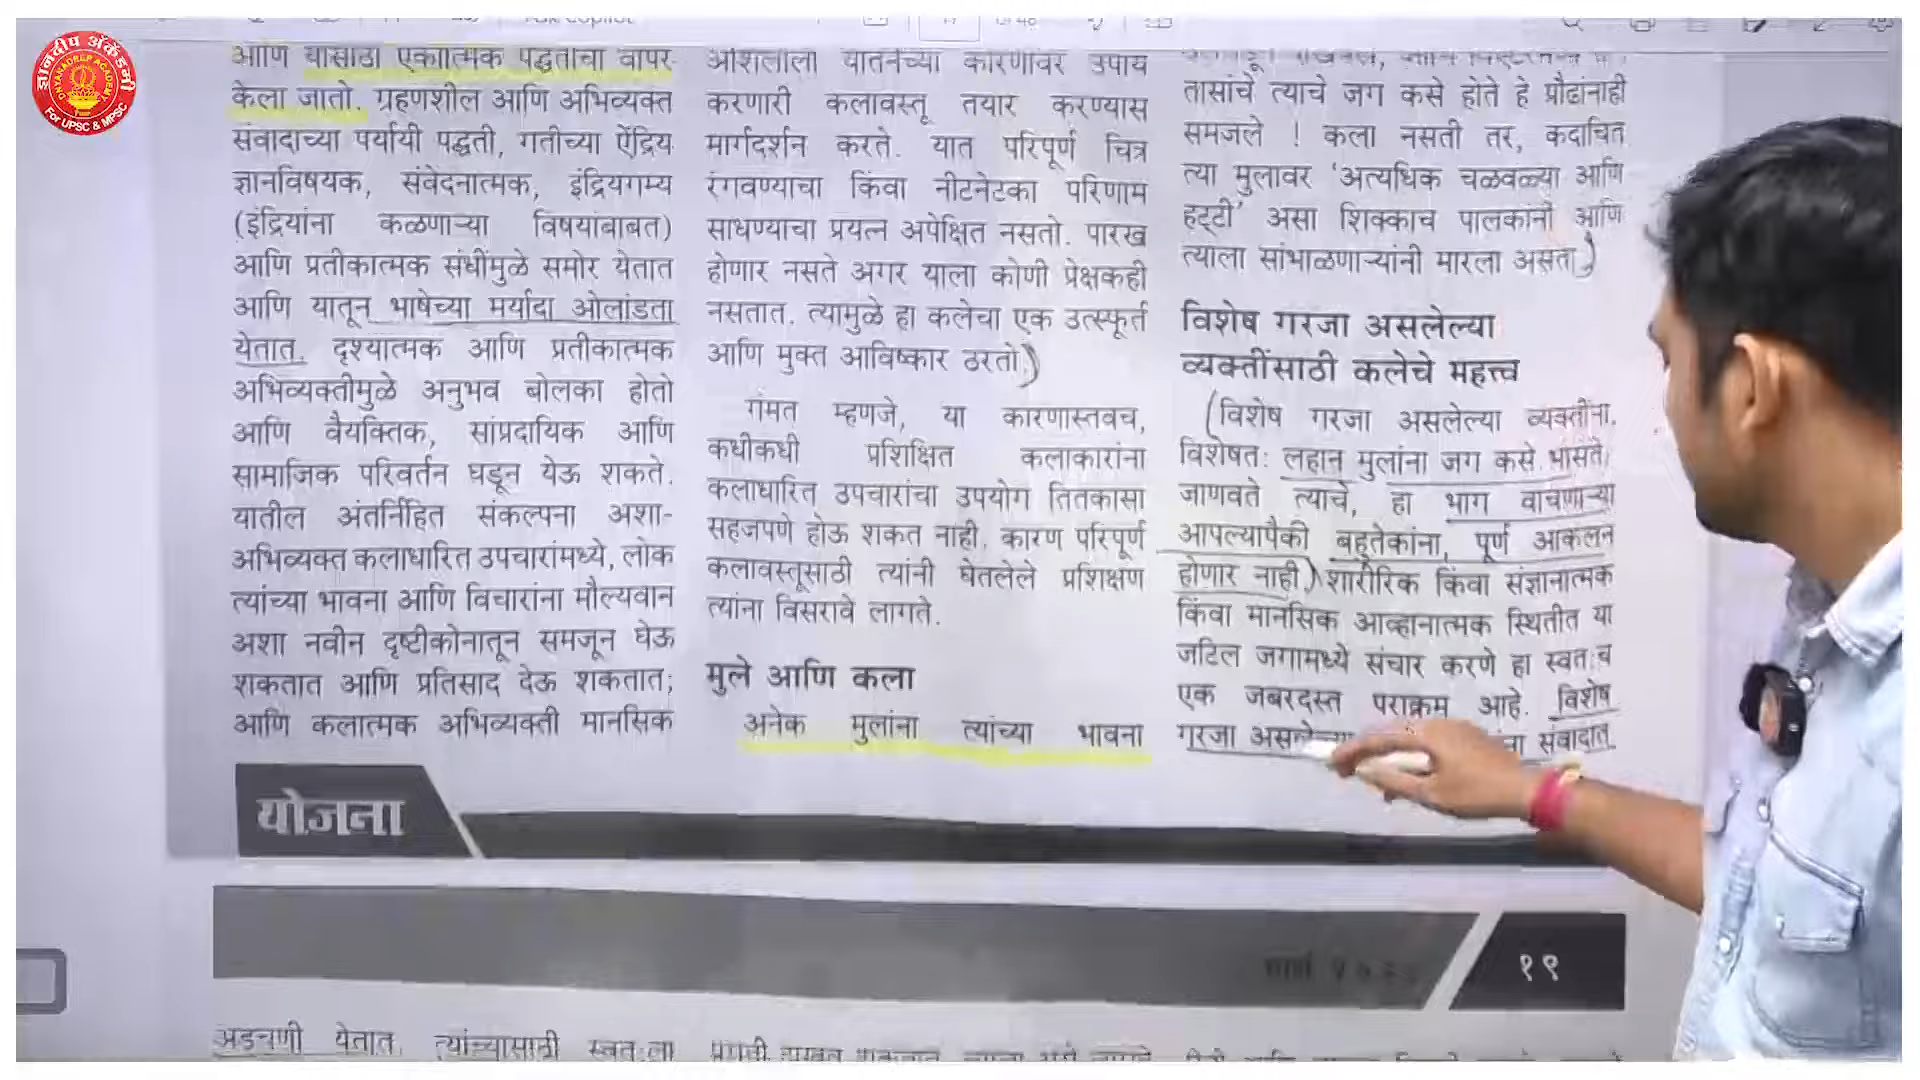 ज्ञानदीप अ‍ॅकॅडमी
DNYANADEEP ACADEMY
For UPSC & MPSC
आणि यासाठी एकात्मिक पद्धतीचा वापर
केला जातो. ग्रहणशील आणि अभिव्यक्त
संवादाच्या पर्यायी पद्धती, गतीच्या ऐंद्रिय
ज्ञानविषयक, संवेदनात्मक, इंद्रियगम्य
(इंद्रियांना कळणाऱ्या विषयांबाबत)
आणि प्रतीकात्मक संधींमुळे समोर येतात
आणि यातून भाषेच्या मर्यादा ओलांडता
येतात. दृश्यात्मक आणि प्रतीकात्मक
अभिव्यक्तीमुळे अनुभव बोलका होतो
आणि वैयक्तिक, सांप्रदायिक आणि
सामाजिक परिवर्तन घडून येऊ शकते.
यातील अंतर्निहित संकल्पना अशा-
अभिव्यक्त कलाधारित उपचारांमध्ये, लोक
त्यांच्या भावना आणि विचारांना मौल्यवान
अशा नवीन दृष्टीकोनातून समजून घेऊ
शकतात आणि प्रतिसाद देऊ शकतात;
आणि कलात्मक अभिव्यक्ती मानसिक
यातनेच्या कारणांवर उपाय
करणारी कलावस्तू तयार करण्यास
मार्गदर्शन करते. यात परिपूर्ण चित्र
रंगवण्याचा किंवा नीटनेटका परिणाम
साधण्याचा प्रयत्न अपेक्षित नसतो. पारख
होणार नसते अगर याला कोणी प्रेक्षकही
नसतात. त्यामुळे हा कलेचा एक उत्स्फूर्त
आणि मुक्त आविष्कार ठरतो.)
गंमत म्हणजे, या कारणास्तवच,
कधीकधी प्रशिक्षित कलाकारांना
कलाधारित उपचारांचा उपयोग तितकासा
सहजपणे होऊ शकत नाही. कारण परिपूर्ण
कलावस्तूसाठी त्यांनी घेतलेले प्रशिक्षण
त्यांना विसरावे लागते.
मुले आणि कला
अनेक मुलांना त्यांच्या भावना
तासांचे त्याचे जग कसे होते हे प्रौढांनाही
समजले ! कला नसती तर, कदाचित
त्या मुलावर ‘अत्यधिक चळवळ्या आणि
हट्टी’ असा शिक्काच पालकांनी आणि
त्याला सांभाळणाऱ्यांनी मारला असता.)
विशेष गरजा असलेल्या
व्यक्तींसाठी कलेचे महत्त्व
(विशेष गरजा असलेल्या व्यक्तींना,
विशेषत: लहान मुलांना जग कसे भासते,
जाणवते त्याचे, हा भाग वाचणाऱ्या
आपल्यापैकी बहुतेकांना, पूर्ण आकलन
होणार नाही.) शारीरिक किंवा संज्ञानात्मक
किंवा मानसिक आव्हानात्मक स्थितीत या
जटिल जगामध्ये संचार करणे हा स्वत:च
एक जबरदस्त पराक्रम आहे. विशेष
गरजा असलेल्या संवादात
योजना
१९
अडचणी येतात. त्यांच्यासाठी स्वत:ला